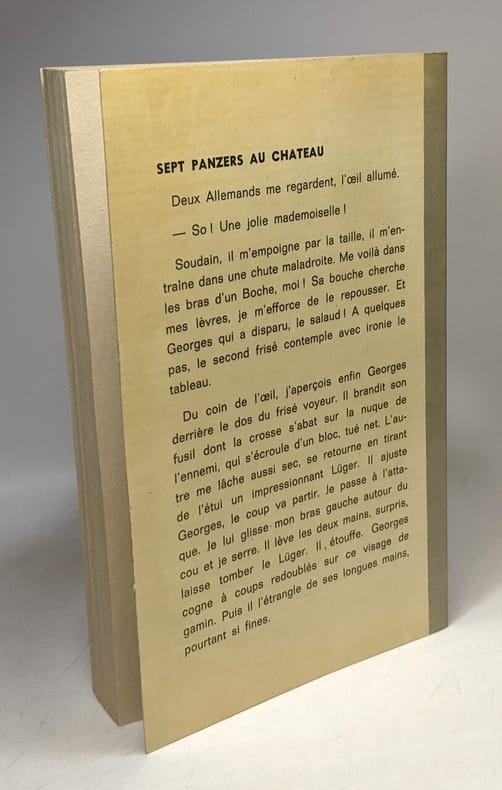 SEPT PANZERS AU CHATEAU
Deux Allemands me regardent, l'œil allumé.
— So ! Une jolie mademoiselle !
Soudain, il m'empoigne par la taille, il m'en-
traîne dans une chute maladroite. Me voilà dans
les bras d'un Boche, moi ! Sa bouche cherche
mes lèvres, je m'efforce de le repousser. Et
Georges qui a disparu, le salaud ! A quelques
pas, le second frisé contemple avec ironie le
tableau.
Du coin de l'œil, j'aperçois enfin Georges
derrière le dos du frisé voyeur. Il brandit son
fusil dont la crosse s'abat sur la nuque de
l'ennemi, qui s'écroule d'un bloc, tué net. L'au-
tre me lâche aussi sec, se retourne en tirant
de l'étui un impressionnant Lüger. Il ajuste
Georges, le coup va partir. Je passe à l'atta-
que. Je lui glisse mon bras gauche autour du
cou et je serre. Il lève les deux mains, surpris,
laisse tomber le Lüger. Il étouffe. Georges
cogne à coups redoublés sur ce visage de
gamin. Puis il l'étrangle de ses longues mains,
pourtant si fines.